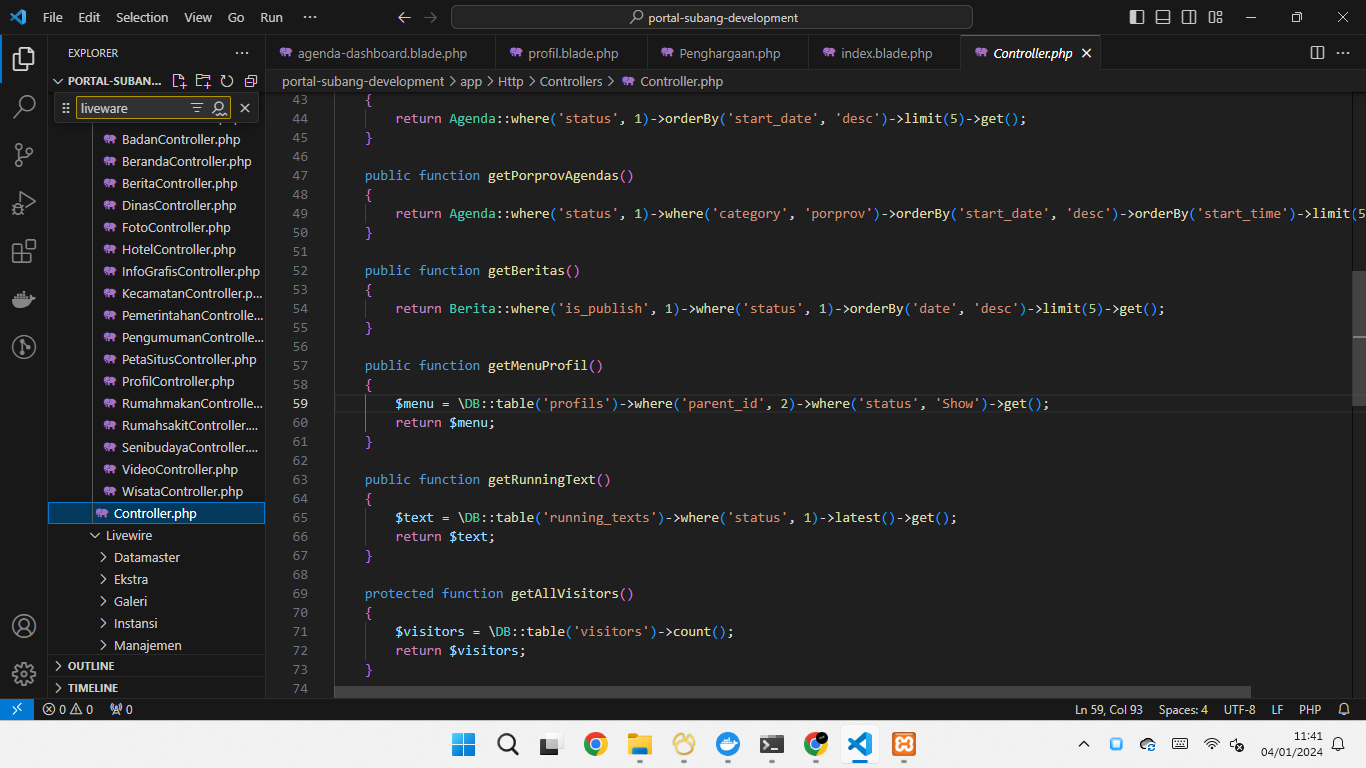 File Edit Selection View Go Run ··· portal-subang-development
EXPLORER ···
PORTAL-SUBAN...
liveware
BadanController.php
BerandaController.php
BeritaController.php
DinasController.php
FotoController.php
HotelController.php
InfoGrafisController.php
KecamatanController.p...
PemerintahanControlle...
PengumumanControlle...
PetaSitusController.php
ProfilController.php
RumahmakanControlle...
RumahsakitController....
SenibudayaController....
VideoController.php
WisataController.php
Controller.php
Livewire
Datamaster
Ekstra
Galeri
Instansi
Manajemen
OUTLINE
TIMELINE
agenda-dashboard.blade.php profil.blade.php Penghargaan.php index.blade.php Controller.php
portal-subang-development > app > Http > Controllers > Controller.php
43 {
44 return Agenda::where('status', 1)->orderBy('start_date', 'desc')->limit(5)->get();
45 }
46
47 public function getPorprovAgendas()
48 {
49 return Agenda::where('status', 1)->where('category', 'porprov')->orderBy('start_date', 'desc')->orderBy('start_time')->limit(5
50 }
51
52 public function getBeritas()
53 {
54 return Berita::where('is_publish', 1)->where('status', 1)->orderBy('date', 'desc')->limit(5)->get();
55 }
56
57 public function getMenuProfil()
58 {
59 $menu = \DB::table('profils')->where('parent_id', 2)->where('status', 'Show')->get();
60 return $menu;
61 }
62
63 public function getRunningText()
64 {
65 $text = \DB::table('running_texts')->where('status', 1)->latest()->get();
66 return $text;
67 }
68
69 protected function getAllVisitors()
70 {
71 $visitors = \DB::table('visitors')->count();
72 return $visitors;
73 }
74
0 0 0 Ln 59, Col 93 Spaces: 4 UTF-8 LF PHP
11:41
04/01/2024